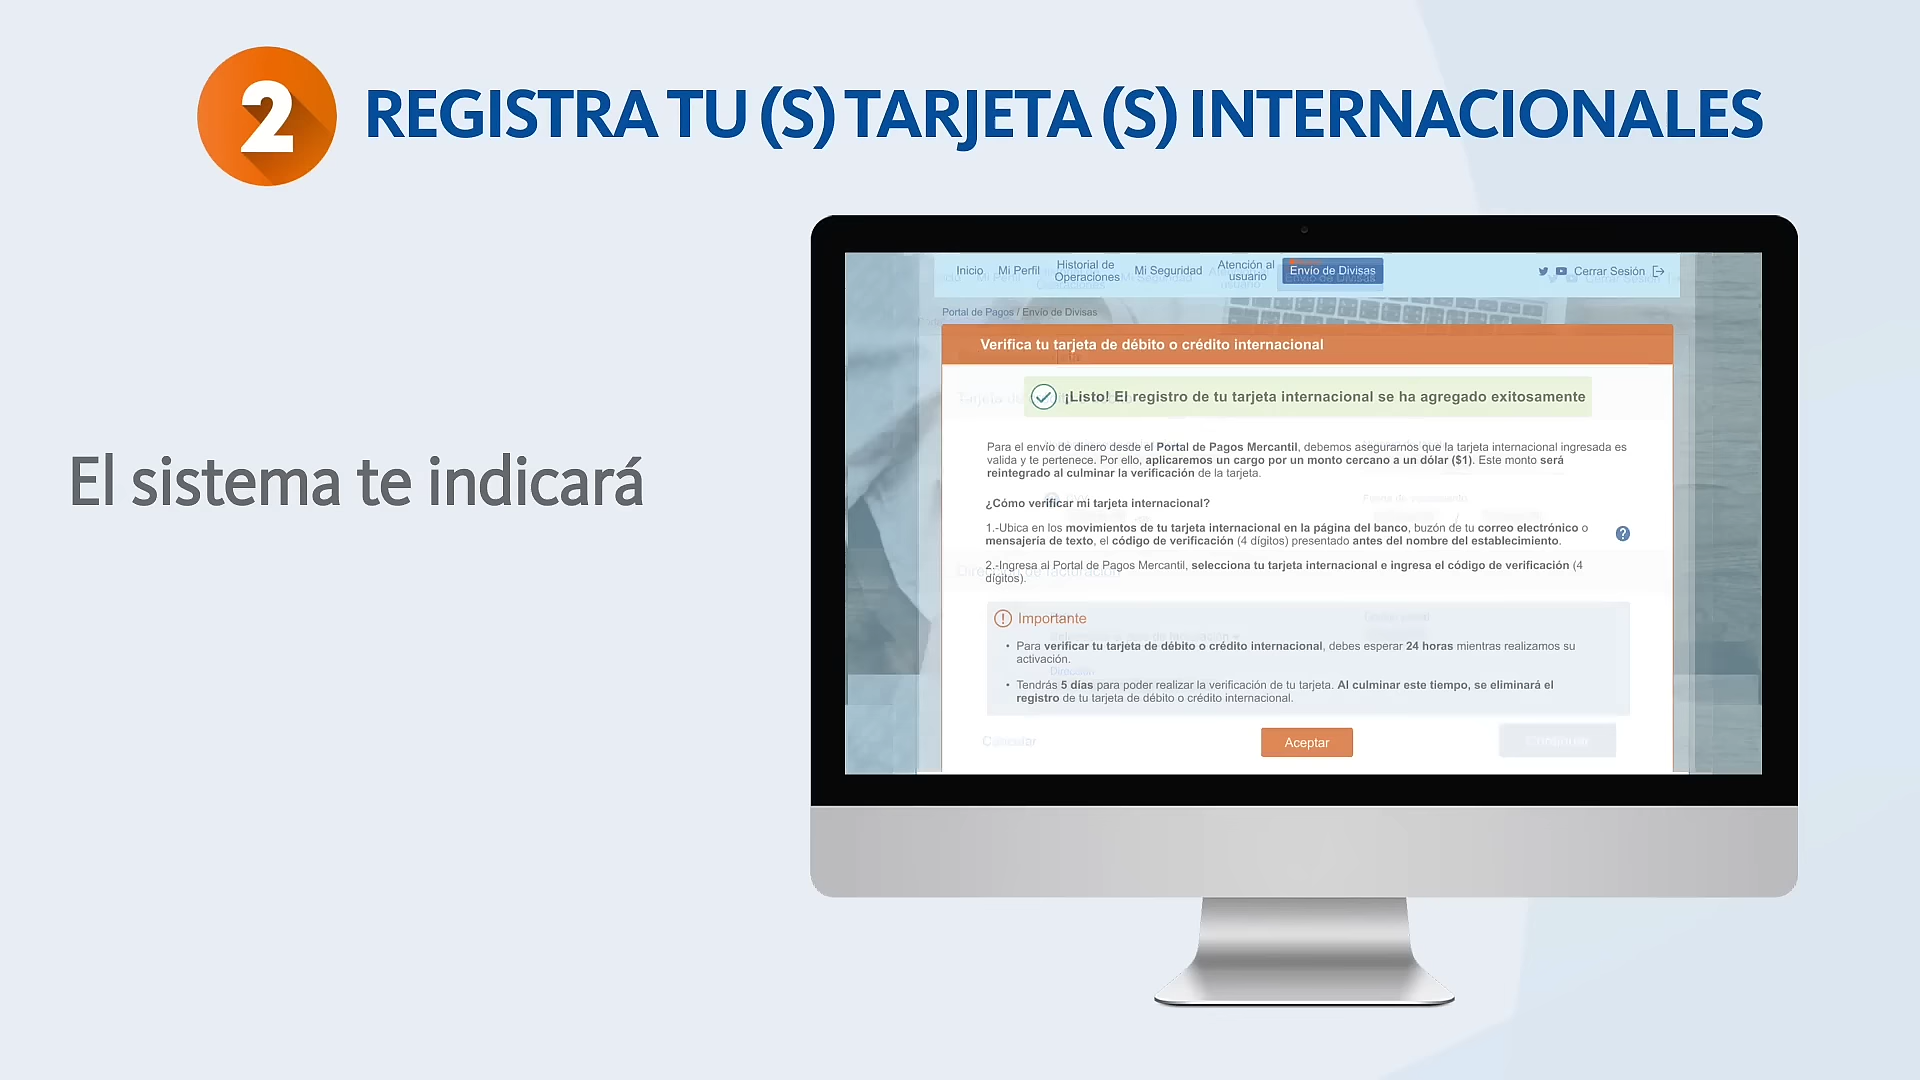 2
REGISTRA TU (S) TARJETA (S) INTERNACIONALES
El sistema te indicará
Inicio
Mi Perfil
Historial de
Operaciones
Mi Seguridad
Atención al
usuario
Envío de Divisas
Cerrar Sesión
Portal de Pagos / Envío de Divisas
Verifica tu tarjeta de débito o crédito internacional
¡Listo! El registro de tu tarjeta internacional se ha agregado exitosamente
Para el envío de dinero desde el Portal de Pagos Mercantil, debemos asegurarnos que la tarjeta internacional ingresada es
valida y te pertenece. Por ello, aplicaremos un cargo por un monto cercano a un dólar ($1). Este monto será
reintegrado al culminar la verificación de la tarjeta.
¿Cómo verificar mi tarjeta internacional?
1.-Ubica en los movimientos de tu tarjeta internacional en la página del banco, buzón de tu correo electrónico o
mensajería de texto, el código de verificación (4 dígitos) presentado antes del nombre del establecimiento.
?
2.-Ingresa al Portal de Pagos Mercantil, selecciona tu tarjeta internacional e ingresa el código de verificación (4
dígitos).
Importante
• Para verificar tu tarjeta de débito o crédito internacional, debes esperar 24 horas mientras realizamos su
activación.
• Tendrás 5 días para poder realizar la verificación de tu tarjeta. Al culminar este tiempo, se eliminará el
registro de tu tarjeta de débito o crédito internacional.
Cancelar
Aceptar
Continuar